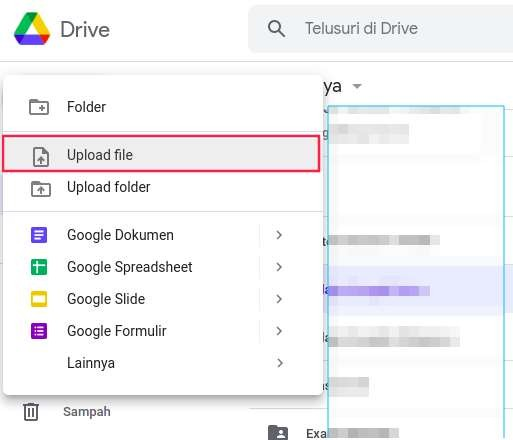 Drive
Telusuri di Drive
ya
Folder
Upload file
Upload folder
Google Dokumen
Google Spreadsheet
Google Slide
Google Formulir
Lainnya
Sampah
Exa